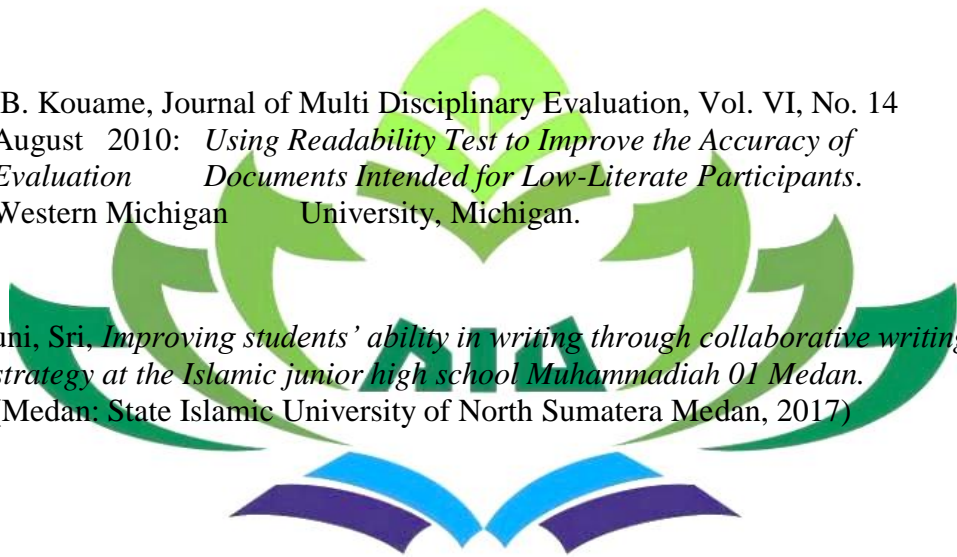 B. Kouame, Journal of Multi Disciplinary Evaluation, Vol. VI, No. 14
August 2010: Using Readability Test to Improve the Accuracy of
Evaluation Documents Intended for Low-Literate Participants.
Western Michigan University, Michigan.
uni, Sri, Improving students' ability in writing through collaborative writing
strategy at the Islamic junior high school Muhammadiah 01 Medan.
(Medan: State Islamic University of North Sumatera Medan, 2017)